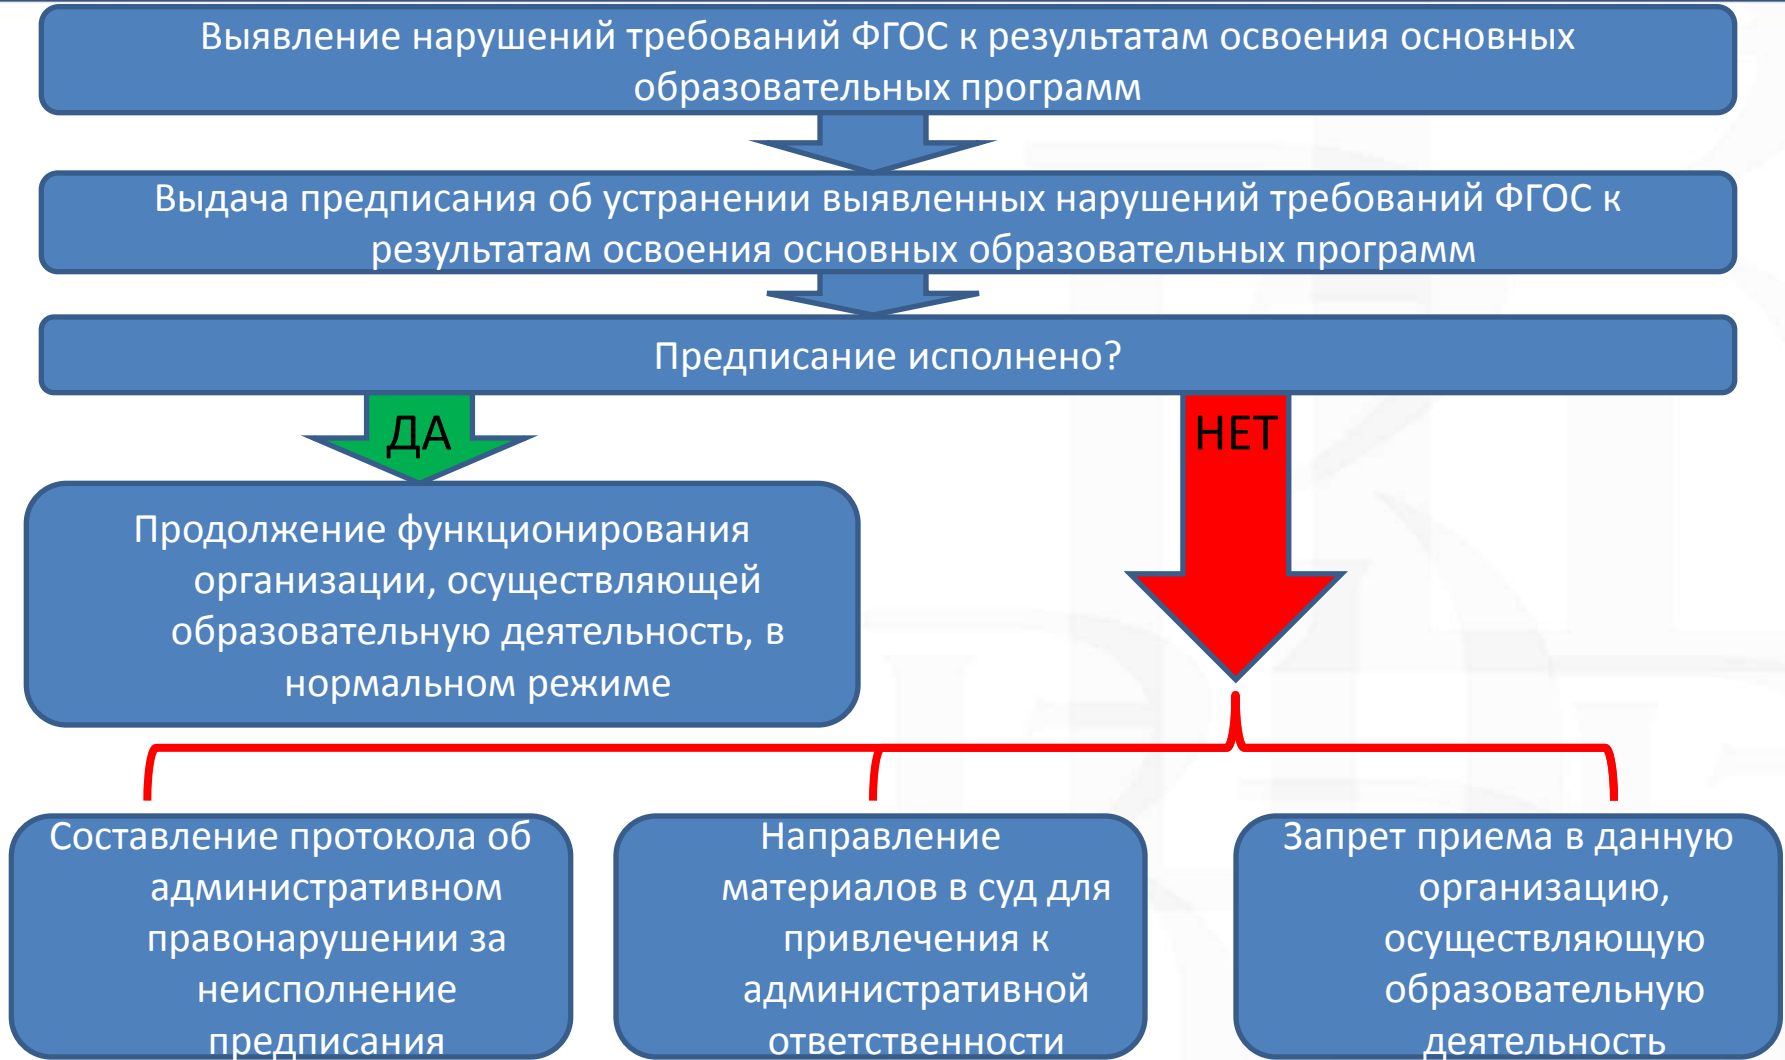 Выявление нарушений требований ФГОС к результатам освоения основных
образовательных программ
Выдача предписания об устранении выявленных нарушений требований ФГОС к
результатам освоения основных образовательных программ
Предписание исполнено?
ДА
НЕТ
Продолжение функционирования
организации, осуществляющей
образовательную деятельность, в
нормальном режиме
Составление протокола об
административном
правонарушении за
неисполнение
предписания
Направление
материалов в суд для
привлечения к
административной
ответственности
Запрет приема в данную
организацию,
осуществляющую
образовательную
деятельность